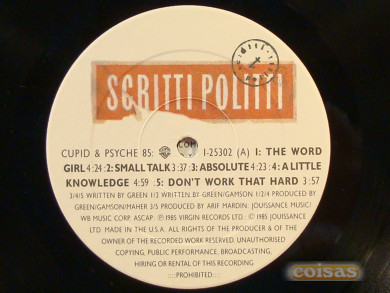 SCRITTI POLITTI
CUPID & PSYCHE 85: 1-25302 (A) 1: THE WORD
GIRL 4:24:2: SMALL TALK 3:37:3: ABSOLUTE 4:23:4: A LITTLE
KNOWLEDGE 4:59 :5: DON'T WORK THAT HARD 3:57
3/4/5 WRITTEN BY GREEN 1/2 WRITTEN BY GREEN/GAMSON 1/2/4 PRODUCED BY
GREEN/GAMSON/MAHER 3/5 PRODUCED BY ARIF MARDIN: JOUISSANCE MUSIC/
WB MUSIC CORP. ASCAP. ℗ 1985 VIRGIN RECORDS LTD :: © 1985 JOUISSANCE
LTD. MADE IN THE U.S.A. ALL RIGHTS OF THE PRODUCER & OF THE
OWNER OF THE RECORDED WORK RESERVED. UNAUTHORISED
COPYING, PUBLIC PERFORMANCE, BROADCASTING,
HIRING OR RENTAL OF THIS RECORDING
::::PROHIBITED::::
coisas